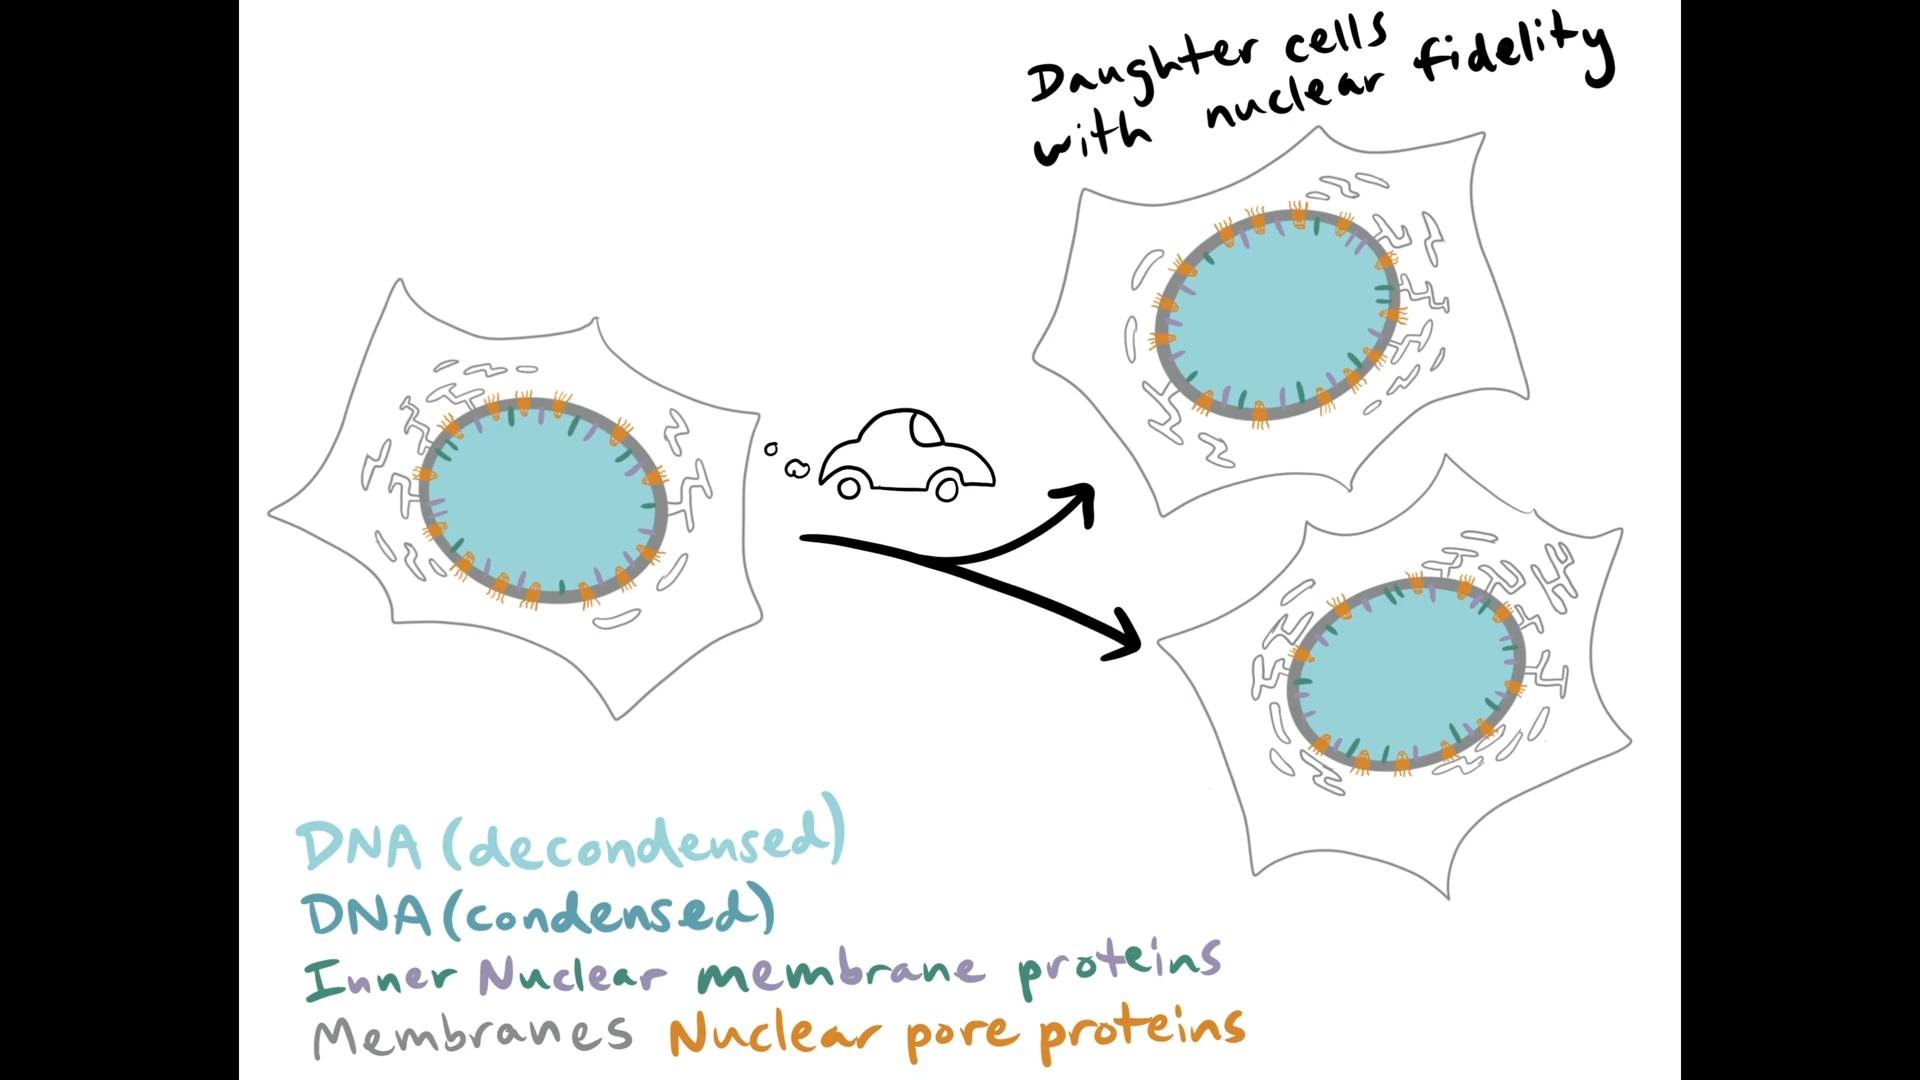 Daughter cells
with nuclear fidelity
DNA (decondensed)
DNA (condensed)
Inner Nuclear membrane proteins
Membranes Nuclear pore proteins